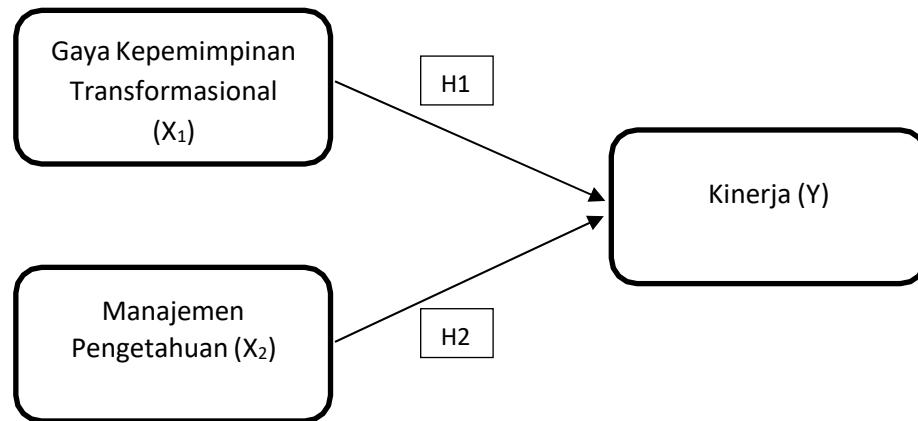 Gaya Kepemimpinan
Transformasional
(X₁)
H1
Kinerja (Y)
Manajemen
Pengetahuan (X₂)
H2